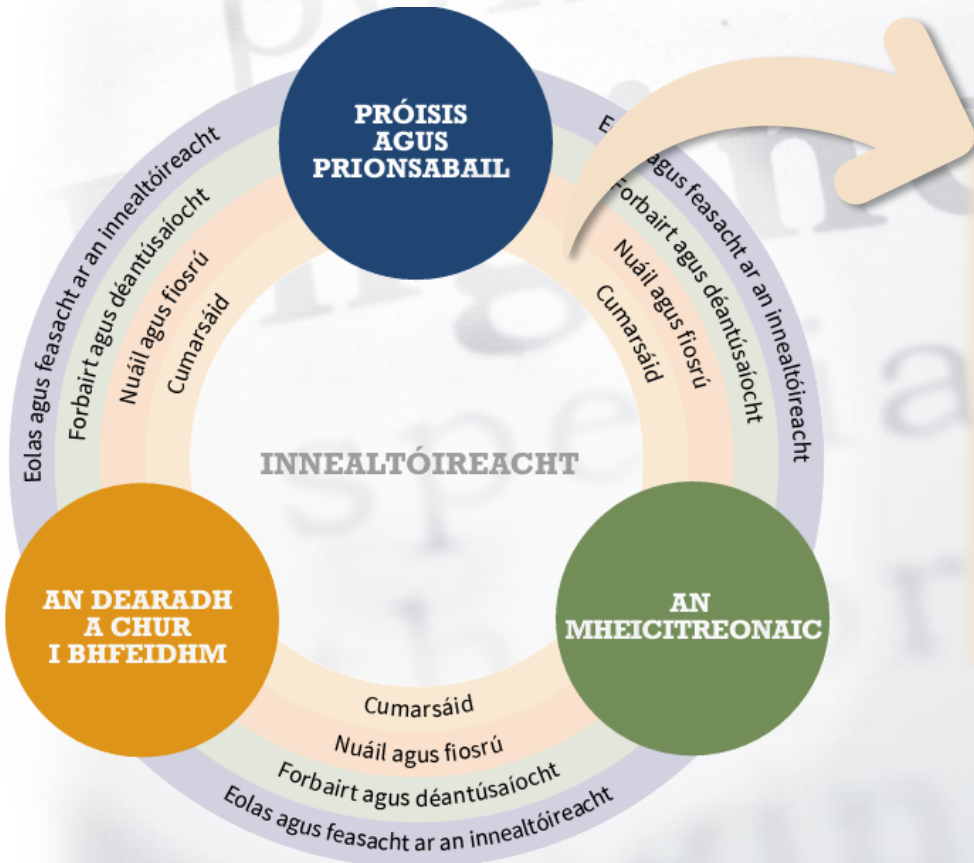 PRÓISIS
AGUS
PRIONSABAIL
Eolas agus feasacht ar an innealtóireacht
Forbairt agus déantúsaíocht
Nuáil agus fiosrú
Cumarsáid
agus feasacht ar an innealtóireacht
Forbairt agus déantúsaíocht
Nuáil agus fiosrú
Cumarsáid
INNEALTÓIREACHT
AN DEARADH
A CHUR
I BHFEIDHM
AN
MHEICITREONAIC
Cumarsáid
Nuáil agus fiosrú
Forbairt agus déantúsaíocht
Eolas agus feasacht ar an innealtóireacht